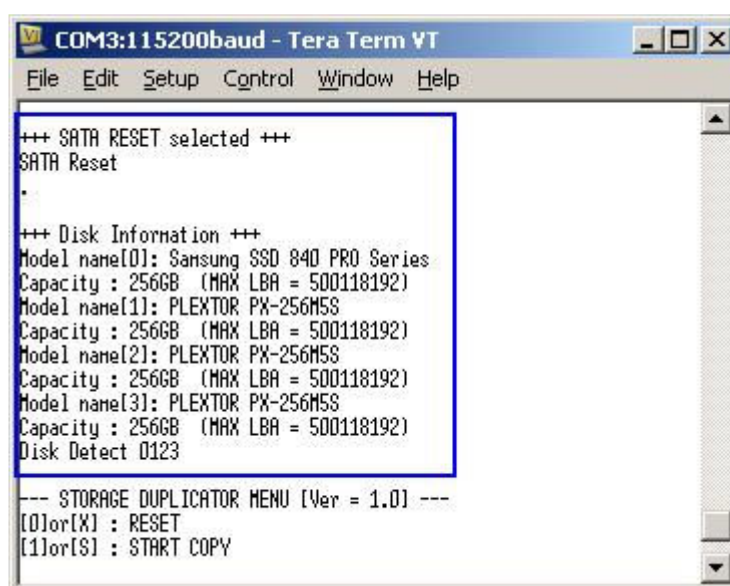 COM3:115200baud - Tera Term VT
File Edit Setup Control Window Help
+++ SATA RESET selected +++
SATA Reset
.
+++ Disk Information +++
Model name[0]: Samsung SSD 840 PRO Series
Capacity : 256GB (MAX LBA = 500118192)
Model name[1]: PLEXTOR PX-256M5S
Capacity : 256GB (MAX LBA = 500118192)
Model name[2]: PLEXTOR PX-256M5S
Capacity : 256GB (MAX LBA = 500118192)
Model name[3]: PLEXTOR PX-256M5S
Capacity : 256GB (MAX LBA = 500118192)
Disk Detect 0123
--- STORAGE DUPLICATOR MENU [Ver = 1.0] ---
[0]or[X] : RESET
[1]or[S] : START COPY